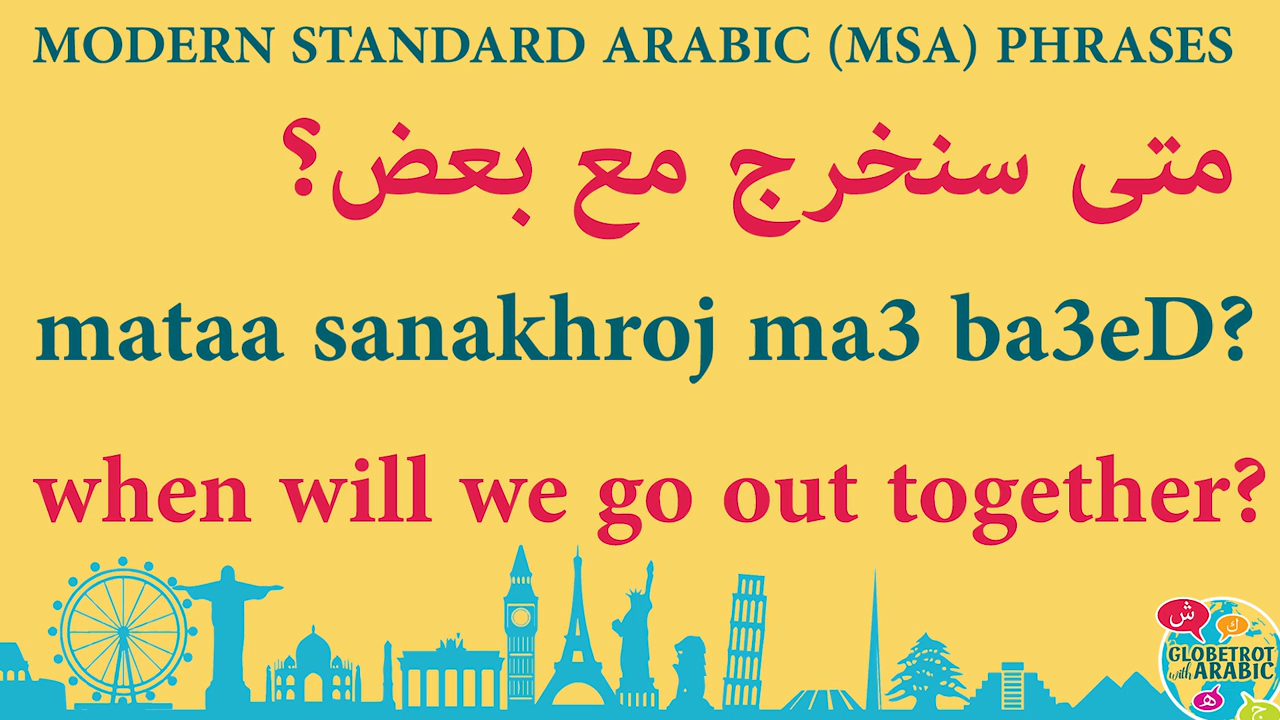 MODERN STANDARD ARABIC (MSA) PHRASES
متى سنخرج مع بعض؟
mataa sanakhroj ma3 ba3eD?
when will we go out together?
ش
ك
GLOBETROT
with ARABIC
ه
ج